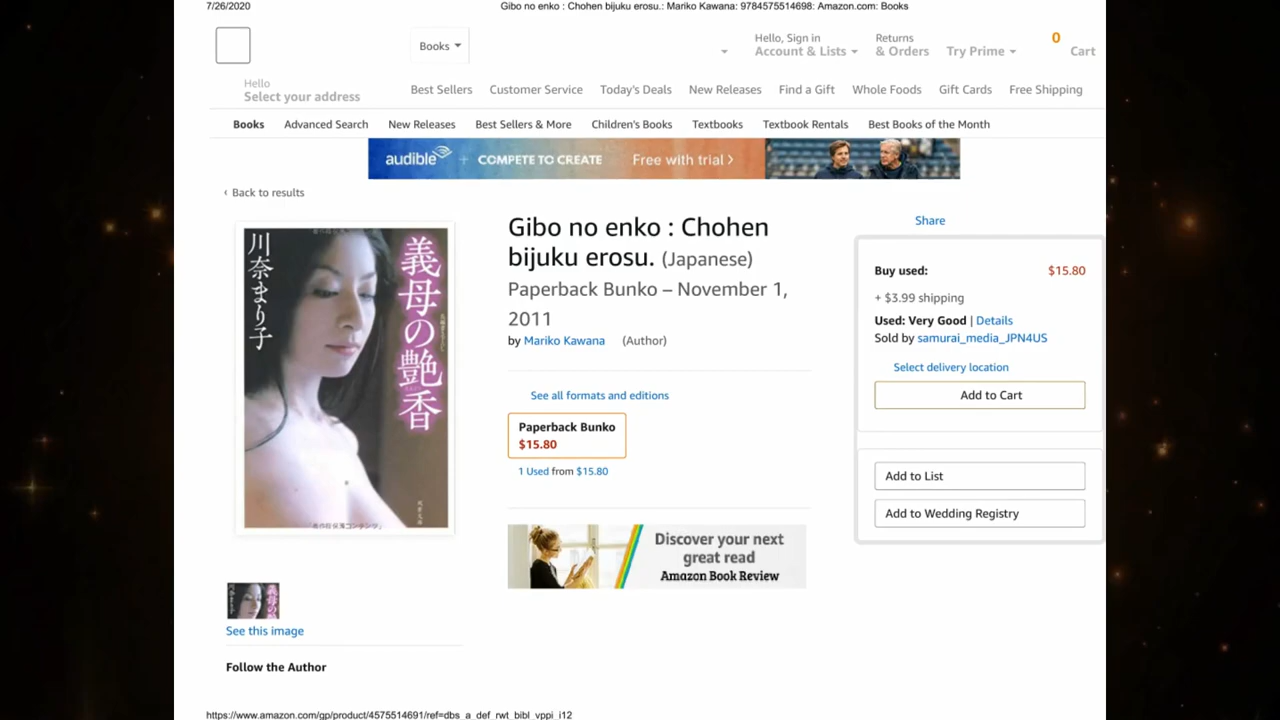 7/26/2020
Gibo no enko : Chohen bijuku erosu.: Mariko Kawana: 9784575514698: Amazon.com: Books
Books
Hello, Sign in
Account & Lists
Returns
& Orders
Try Prime
0
Cart
Hello
Select your address
Best Sellers
Customer Service
Today's Deals
New Releases
Find a Gift
Whole Foods
Gift Cards
Free Shipping
Books
Advanced Search
New Releases
Best Sellers & More
Children's Books
Textbooks
Textbook Rentals
Best Books of the Month
audible + COMPETE TO CREATE Free with trial >
‹ Back to results
川奈まり子
義母の艶香
Gibo no enko : Chohen
bijuku erosu. (Japanese)
Paperback Bunko – November 1,
2011
by Mariko Kawana (Author)
See all formats and editions
Paperback Bunko
$15.80
1 Used from $15.80
Discover your next
great read
Amazon Book Review
Share
Buy used:
$15.80
+ $3.99 shipping
Used: Very Good | Details
Sold by samurai_media_JPN4US
Select delivery location
Add to Cart
Add to List
Add to Wedding Registry
川奈まり子
義母の
See this image
Follow the Author
https://www.amazon.com/gp/product/4575514691/ref=dbs_a_def_rwt_bibl_vppi_i12